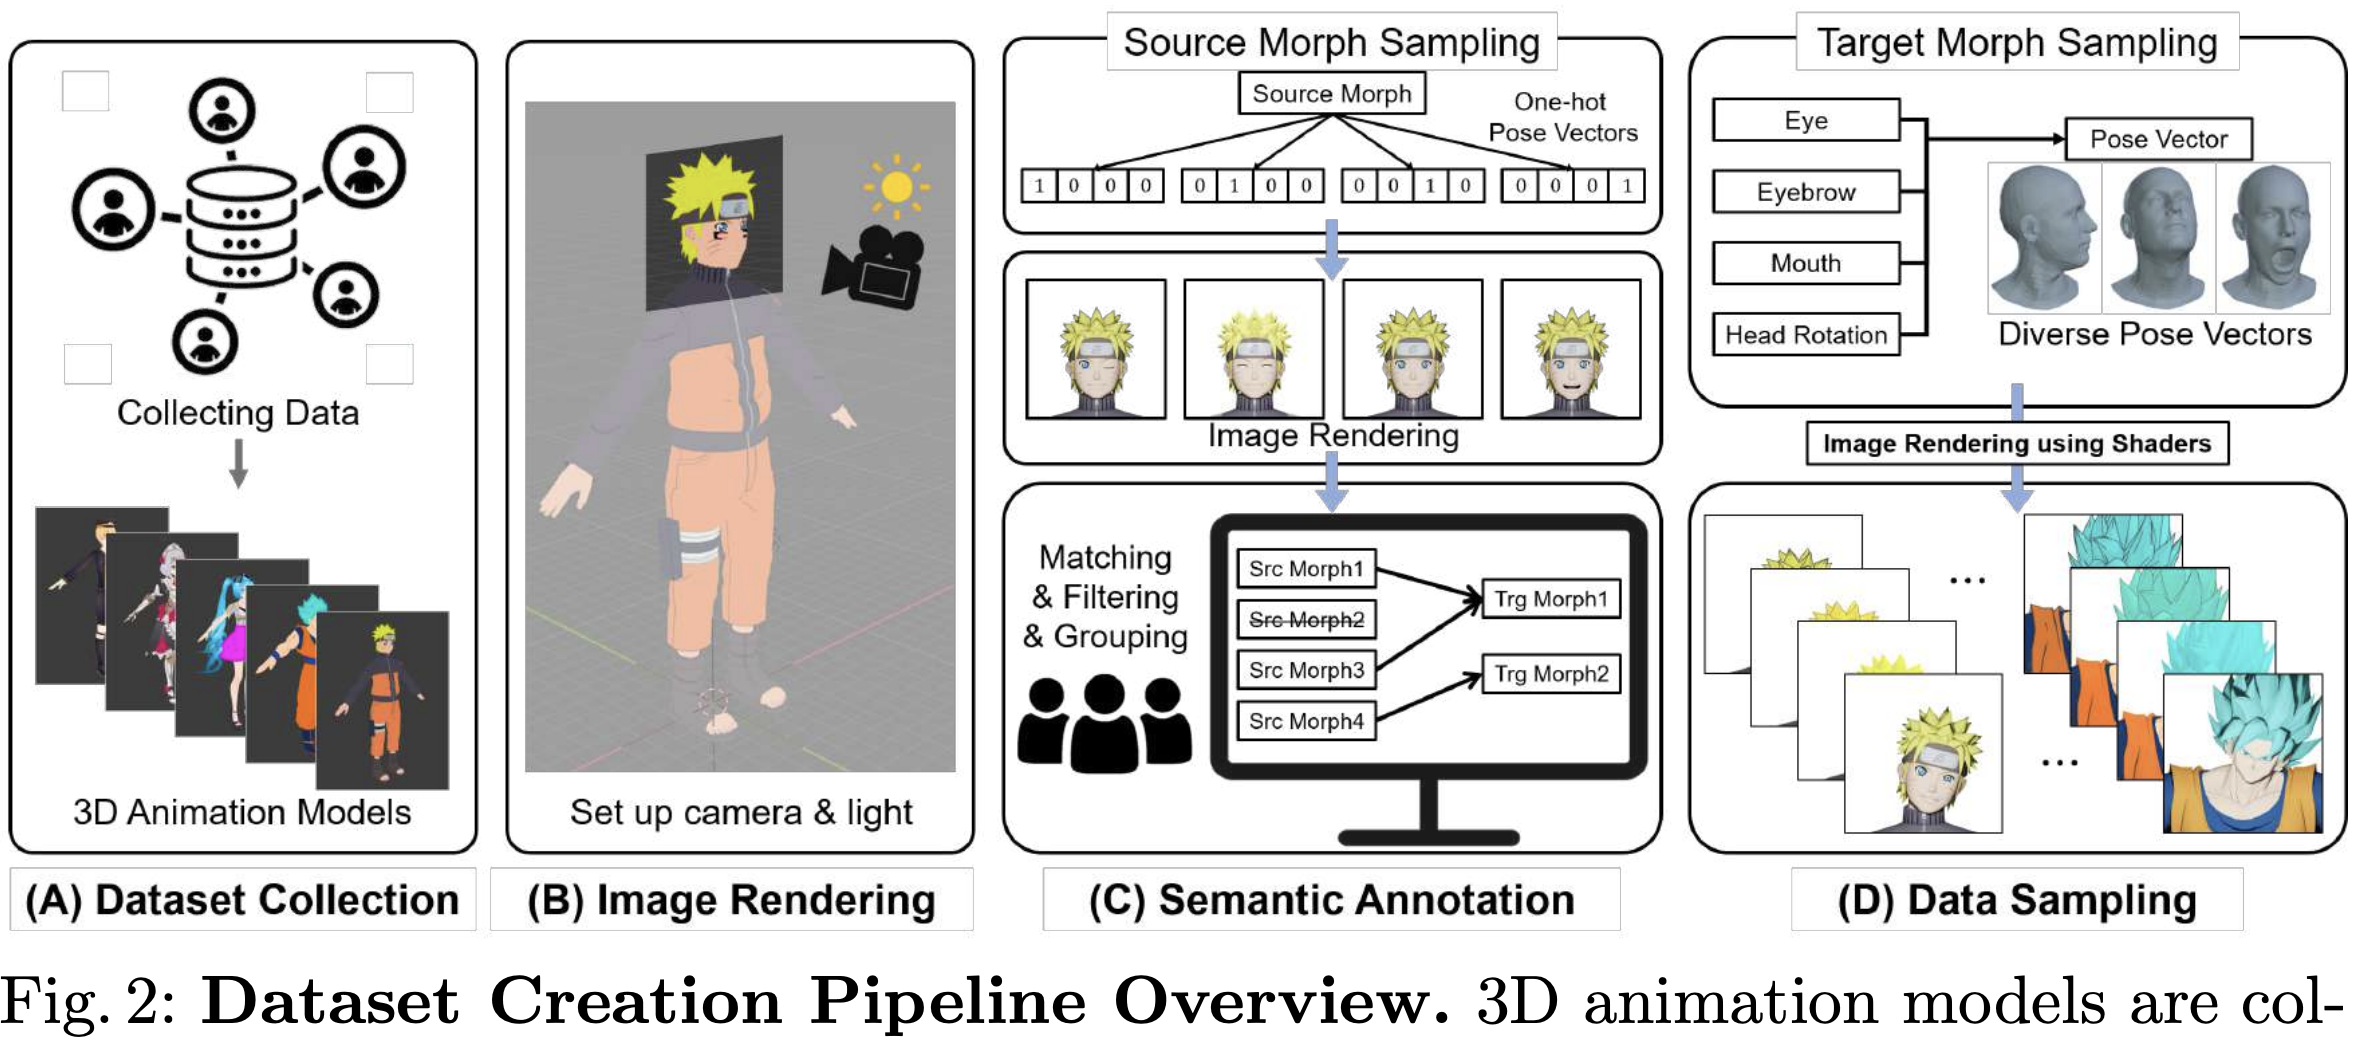 Collecting Data
3D Animation Models
(A) Dataset Collection
Set up camera & light
(B) Image Rendering
Source Morph Sampling
Source Morph
One-hot
Pose Vectors
1 0 0 0
0 1 0 0
0 0 1 0
0 0 0 1
Image Rendering
Matching
& Filtering
& Grouping
Src Morph1
Src Morph2
Src Morph3
Src Morph4
Trg Morph1
Trg Morph2
(C) Semantic Annotation
Target Morph Sampling
Eye
Eyebrow
Mouth
Head Rotation
Pose Vector
Diverse Pose Vectors
Image Rendering using Shaders
...
...
(D) Data Sampling
Fig. 2: Dataset Creation Pipeline Overview. 3D animation models are col-